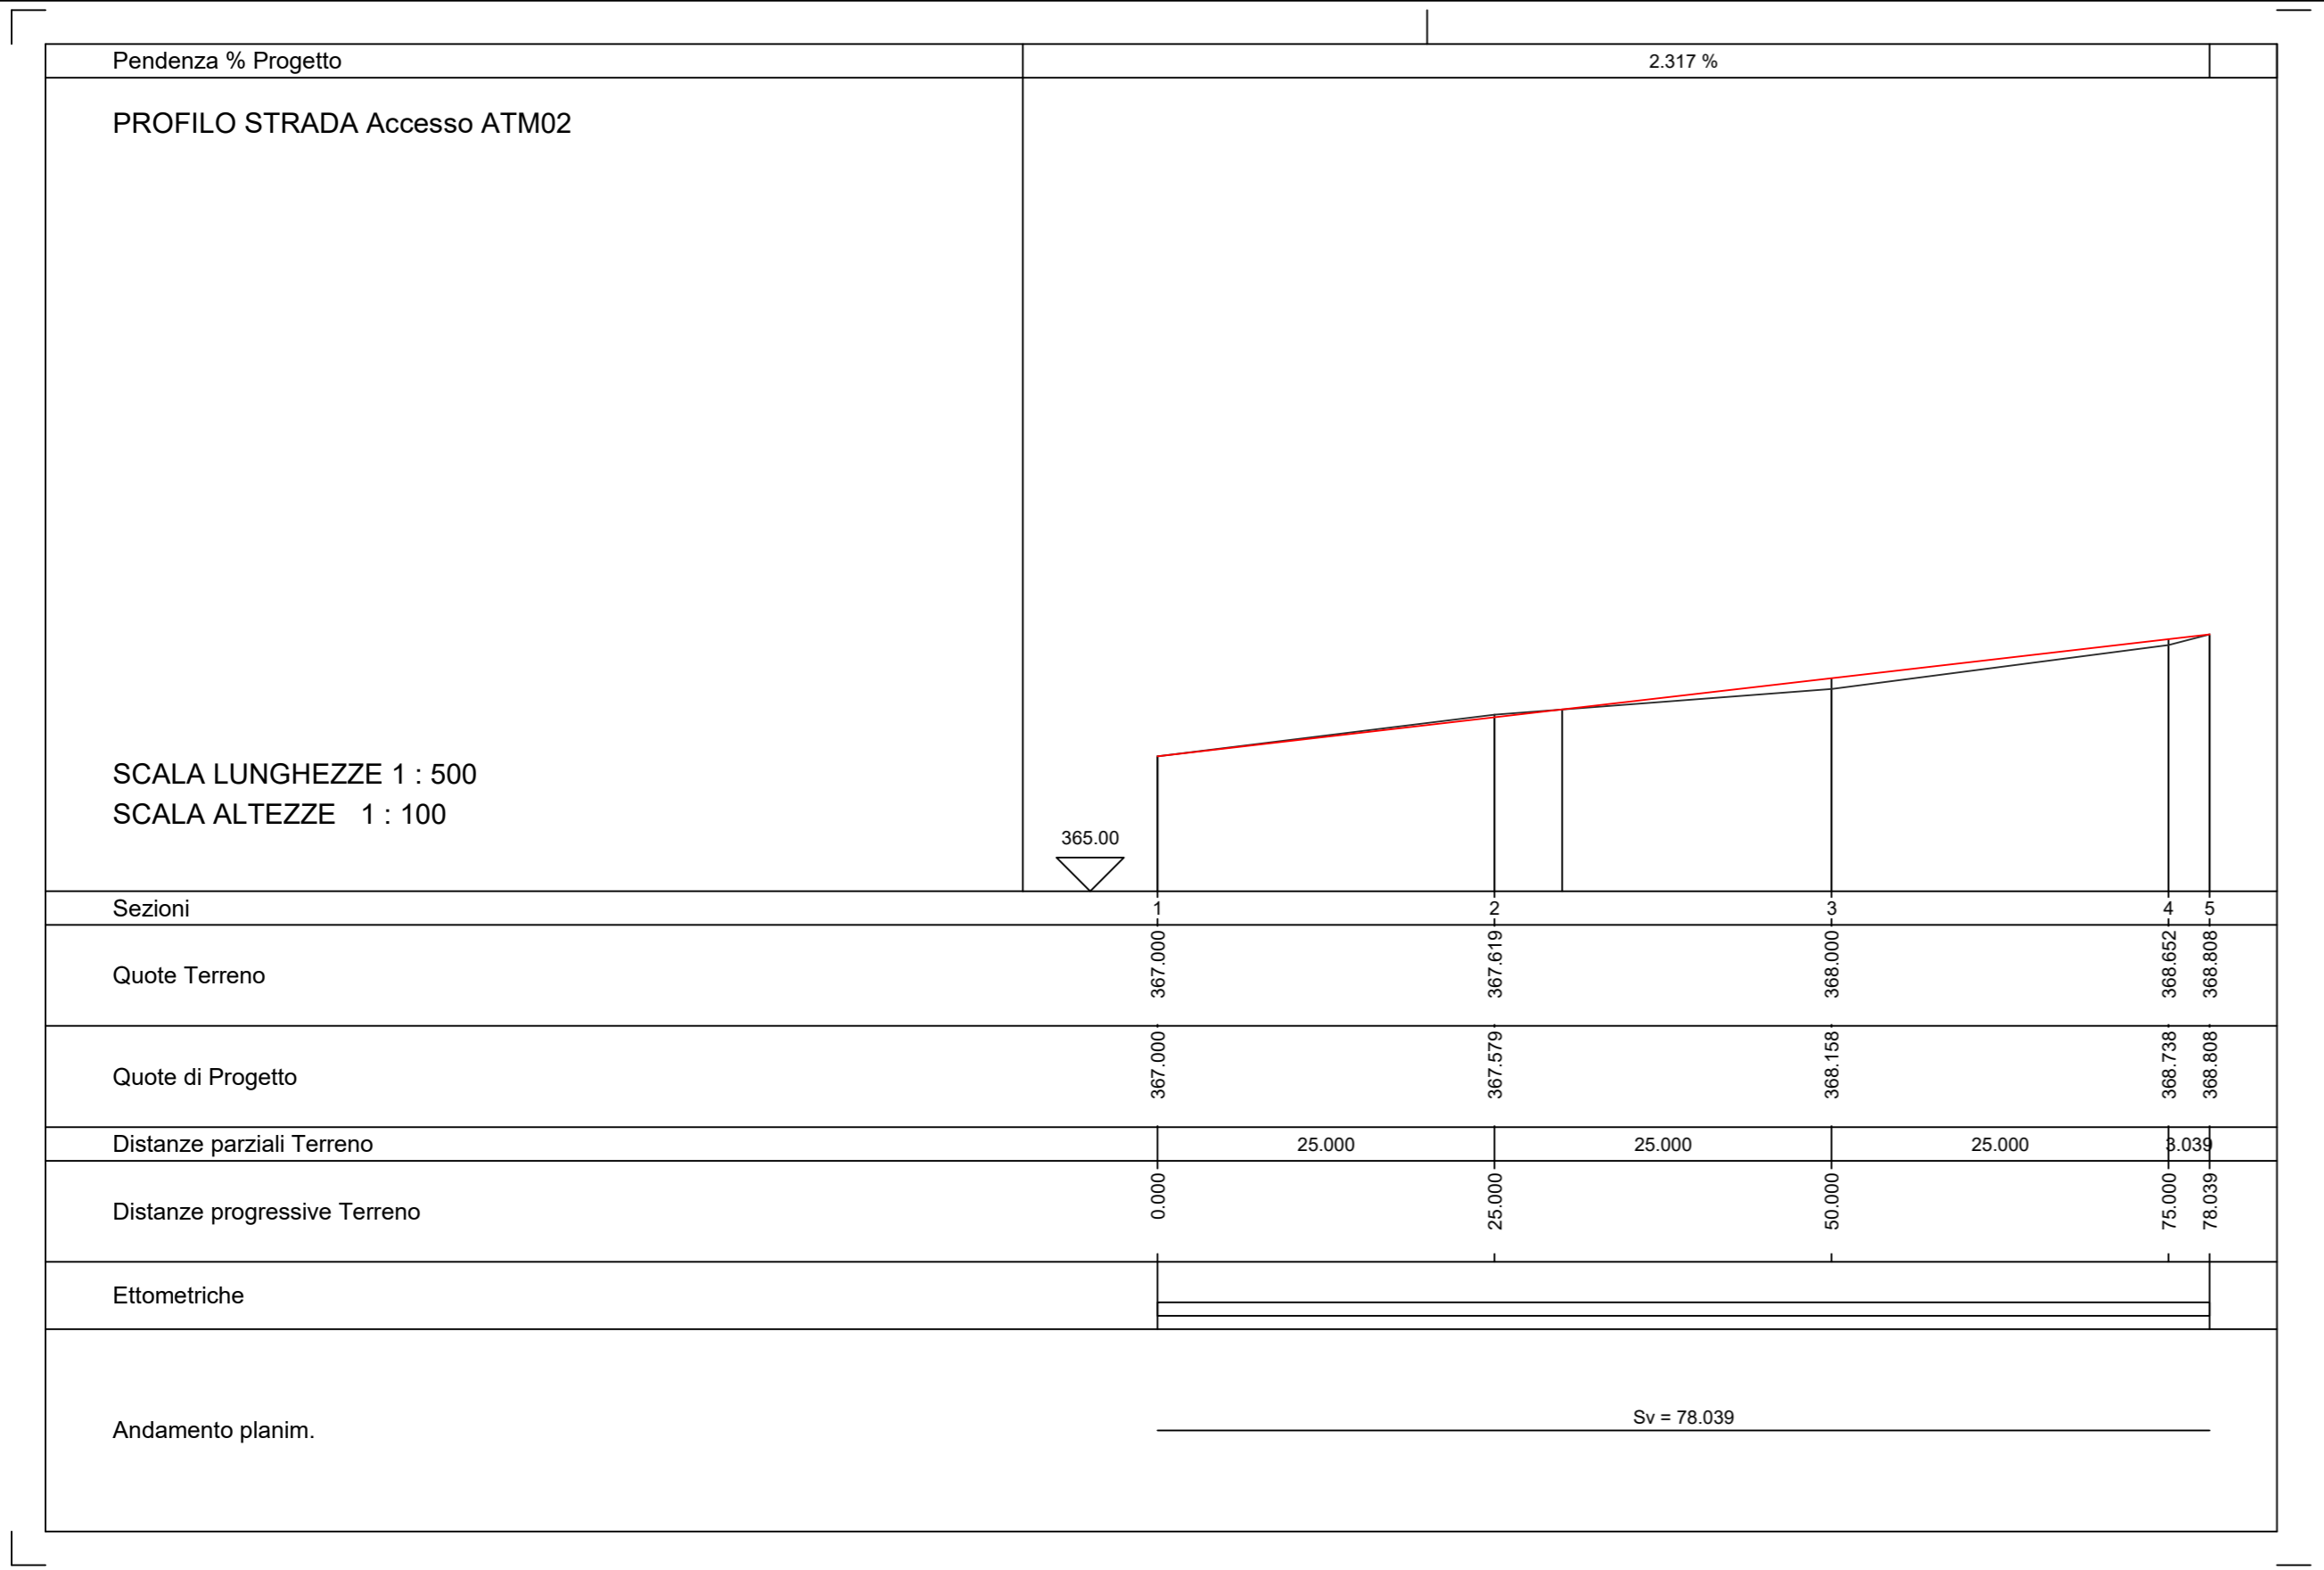 Pendenza % Progetto
2.317 %
PROFILO STRADA Accesso ATM02
SCALA LUNGHEZZE 1 : 500
SCALA ALTEZZE 1 : 100
365.00
Sezioni
1 2 3 4 5
Quote Terreno
367.000 367.619 368.000 368.652 368.808
Quote di Progetto
367.000 367.579 368.158 368.738 368.808
Distanze parziali Terreno
25.000 25.000 25.000 3.039
Distanze progressive Terreno
0.000 25.000 50.000 75.000 78.039
Ettometriche
Andamento planim.
Sv = 78.039